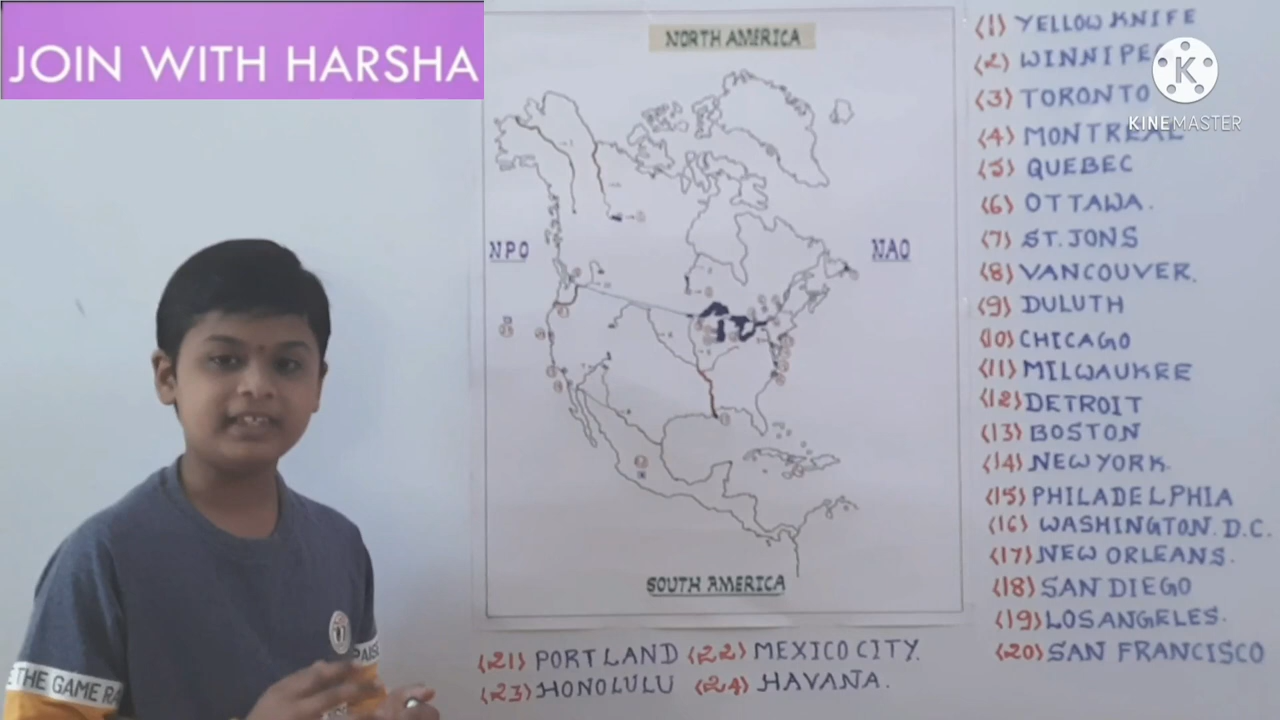 JOIN WITH HARSHA
NORTH AMERICA
NPO
NAO
SOUTH AMERICA
(1) YELLOW KNIFE
(2) WINNIPE
(3) TORONTO
(4) MONTREAL
(5) QUEBEC
(6) OTTAWA.
(7) ST. JONS
(8) VANCOUVER.
(9) DULUTH
(10) CHICAGO
(11) MILWAUKEE
(12) DETROIT
(13) BOSTON
(14) NEW YORK.
(15) PHILADELPHIA
(16) WASHINGTON. D.C.
(17) NEW ORLEANS.
(18) SAN DIEGO
(19) LOS ANGELES.
(20) SAN FRANCISCO
(21) PORTLAND (22) MEXICO CITY.
(23) HONOLULU (24) HAVANA.
K
KINEMASTER
THE GAME